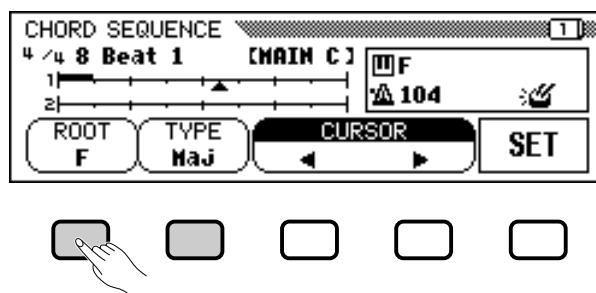 CHORD SEQUENCE 1
4/4 8 Beat 1 [MAIN C]
F
1
104
2
ROOT TYPE CURSOR
F Maj ◀ ▶ SET